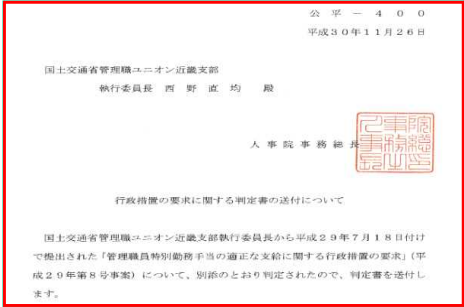 公平－４００
平成３０年１１月２６日
国土交通省管理職ユニオン近畿支部
執行委員長 西野直均 殿
人事院事務総長
行政措置の要求に関する判定書の送付について
国土交通省管理職ユニオン近畿支部執行委員長から平成２９年７月１８日付け
で提出された「管理職員特別勤務手当の適正な支給に関する行政措置の要求」（平
成２９年第８号事案）について、別添のとおり判定されたので、判定書を送付し
ます。